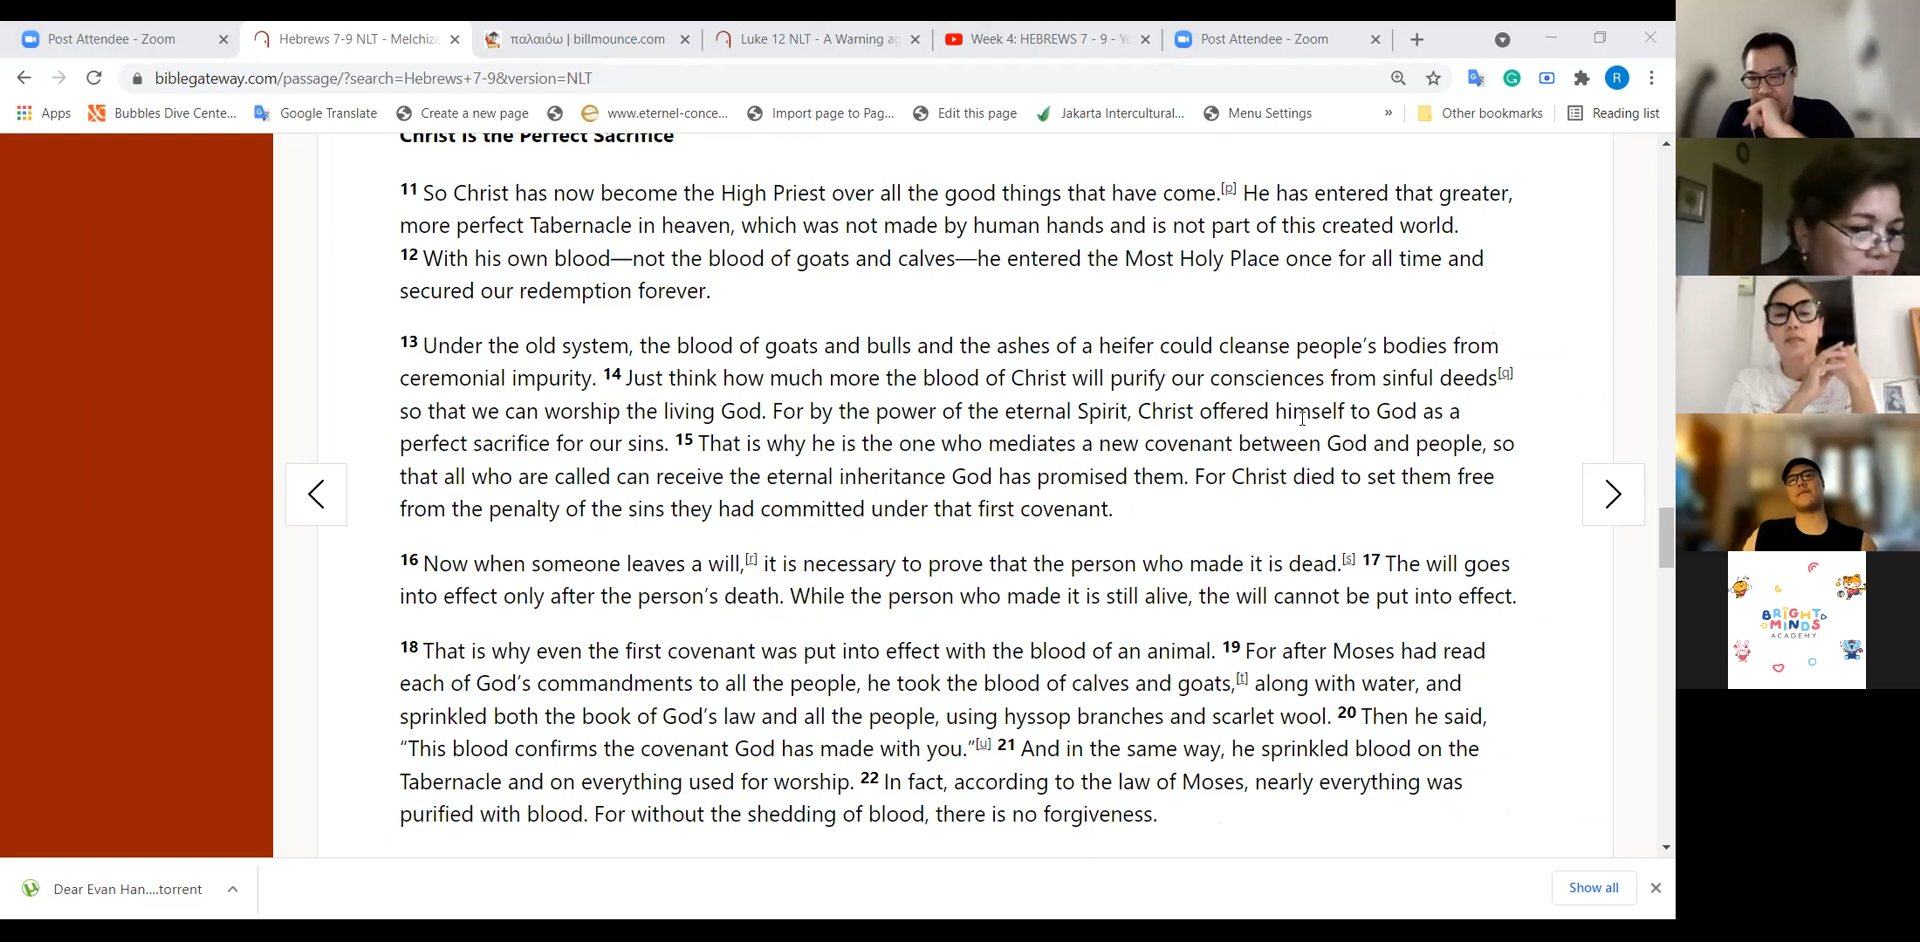 Post Attendee - Zoom
Hebrews 7-9 NLT - Melchiz
παλαιόω | billmounce.com
Luke 12 NLT - A Warning ag
Week 4: HEBREWS 7 - 9 - Y
Post Attendee - Zoom
biblegateway.com/passage/?search=Hebrews+7-9&version=NLT
R
Apps
Bubbles Dive Cente...
Google Translate
Create a new page
www.eternel-conce...
Import page to Pag...
Edit this page
Jakarta Intercultural...
Menu Settings
»
Other bookmarks
Reading list
Christ Is the Perfect Sacrifice
11 So Christ has now become the High Priest over all the good things that have come.[p] He has entered that greater,
more perfect Tabernacle in heaven, which was not made by human hands and is not part of this created world.
12 With his own blood—not the blood of goats and calves—he entered the Most Holy Place once for all time and
secured our redemption forever.
13 Under the old system, the blood of goats and bulls and the ashes of a heifer could cleanse people’s bodies from
ceremonial impurity. 14 Just think how much more the blood of Christ will purify our consciences from sinful deeds[q]
so that we can worship the living God. For by the power of the eternal Spirit, Christ offered himself to God as a
perfect sacrifice for our sins. 15 That is why he is the one who mediates a new covenant between God and people, so
that all who are called can receive the eternal inheritance God has promised them. For Christ died to set them free
from the penalty of the sins they had committed under that first covenant.
16 Now when someone leaves a will,[r] it is necessary to prove that the person who made it is dead.[s] 17 The will goes
into effect only after the person’s death. While the person who made it is still alive, the will cannot be put into effect.
18 That is why even the first covenant was put into effect with the blood of an animal. 19 For after Moses had read
each of God’s commandments to all the people, he took the blood of calves and goats,[t] along with water, and
sprinkled both the book of God’s law and all the people, using hyssop branches and scarlet wool. 20 Then he said,
“This blood confirms the covenant God has made with you.”[u] 21 And in the same way, he sprinkled blood on the
Tabernacle and on everything used for worship. 22 In fact, according to the law of Moses, nearly everything was
purified with blood. For without the shedding of blood, there is no forgiveness.
Dear Evan Han....torrent
Show all
BRIGHT
MINDS
ACADEMY